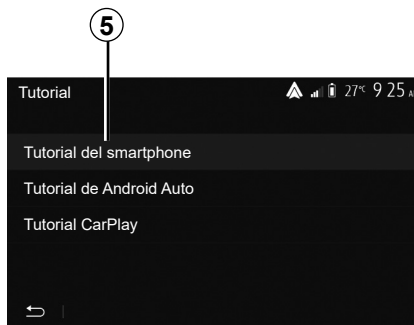 5
Tutorial
27°C 9 25
Tutorial del smartphone
Tutorial de Android Auto
Tutorial CarPlay